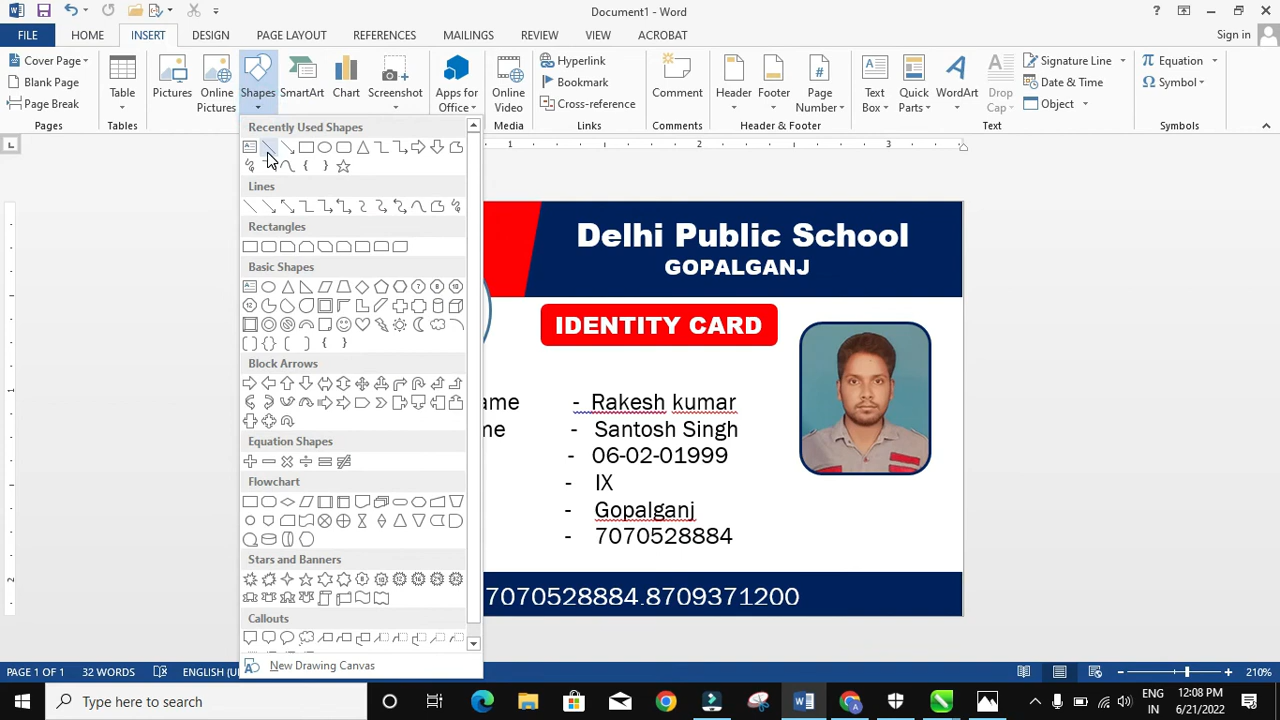 Document1 - Word
FILE HOME INSERT DESIGN PAGE LAYOUT REFERENCES MAILINGS REVIEW VIEW ACROBAT Sign in
Cover Page
Blank Page
Page Break
Pages
Table
Tables
Pictures
Online Pictures
Shapes
SmartArt
Chart
Screenshot
Apps for Office
Online Video
Media
Hyperlink
Bookmark
Cross-reference
Links
Comment
Comments
Header
Footer
Page Number
Header & Footer
Text Box
Quick Parts
WordArt
Drop Cap
Signature Line
Date & Time
Object
Text
Equation
Symbol
Symbols
Recently Used Shapes
Lines
Rectangles
Basic Shapes
Block Arrows
Equation Shapes
Flowchart
Stars and Banners
Callouts
New Drawing Canvas
1 2 3
1
2
Delhi Public School
GOPALGANJ
IDENTITY CARD
ame - Rakesh kumar
me - Santosh Singh
- 06-02-01999
- IX
- Gopalganj
- 7070528884
7070528884,8709371200
PAGE 1 OF 1 32 WORDS ENGLISH (U 210%
Type here to search
ENG
IN
12:08 PM
6/21/2022